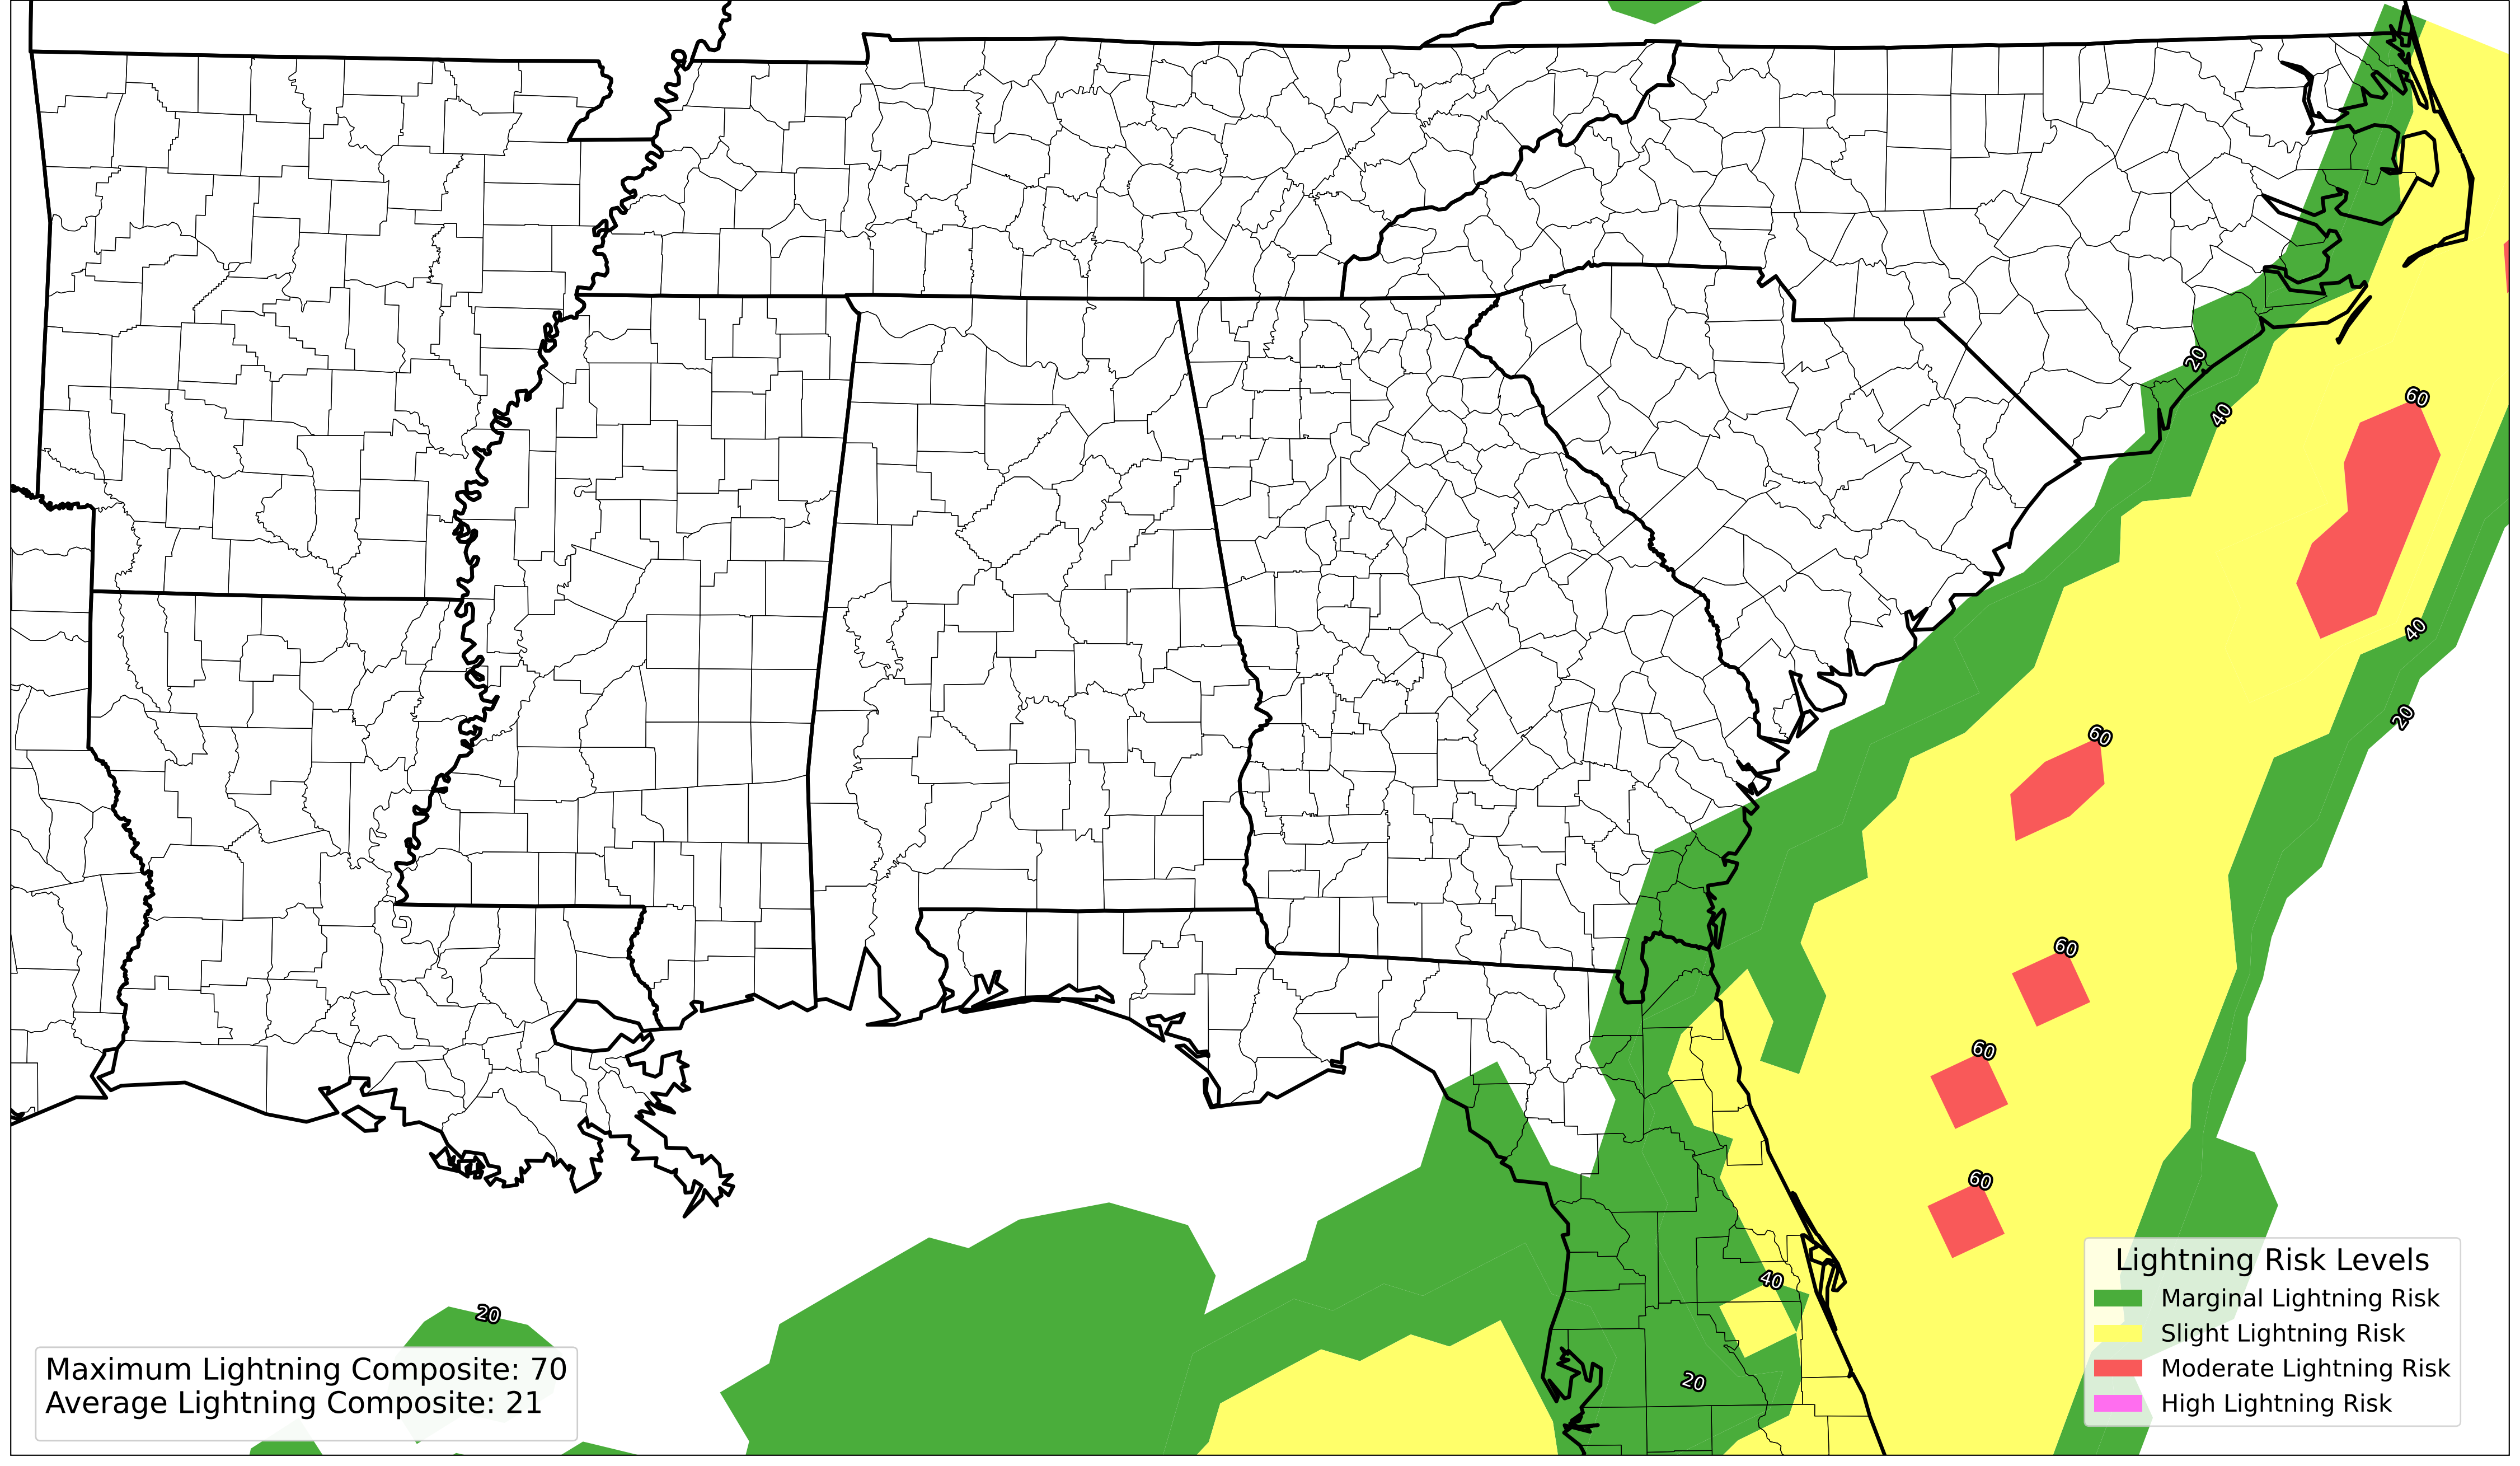 20
40
60
40
60
20
60
60
60
40
20
20
Lightning Risk Levels
Marginal Lightning Risk
Slight Lightning Risk
Moderate Lightning Risk
High Lightning Risk
Maximum Lightning Composite: 70
Average Lightning Composite: 21